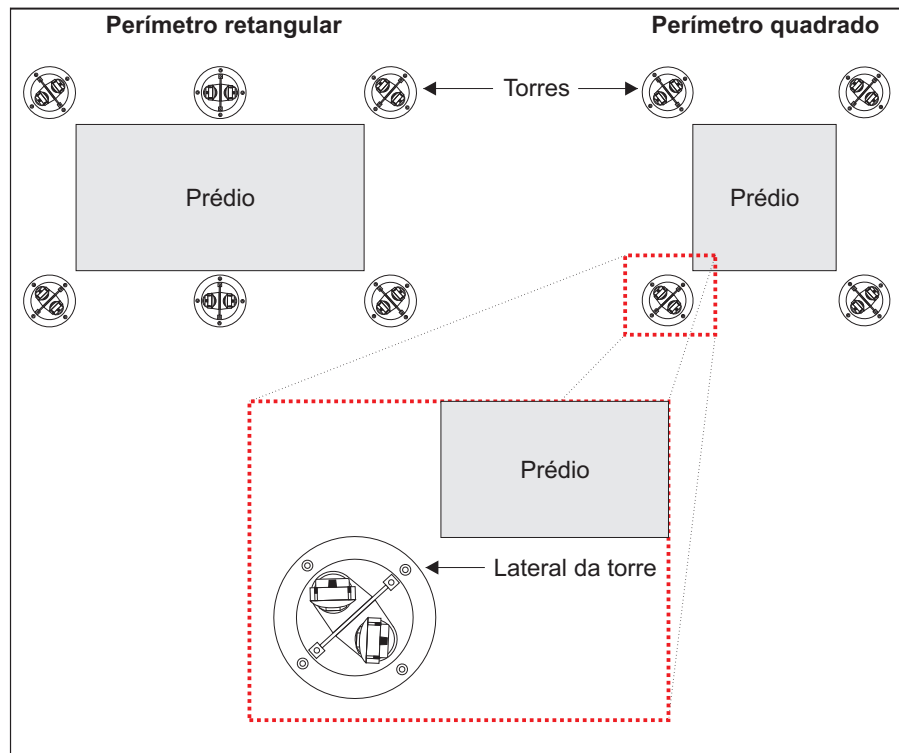 Perímetro retangular
Perímetro quadrado
Torres
Prédio
Prédio
Prédio
Lateral da torre